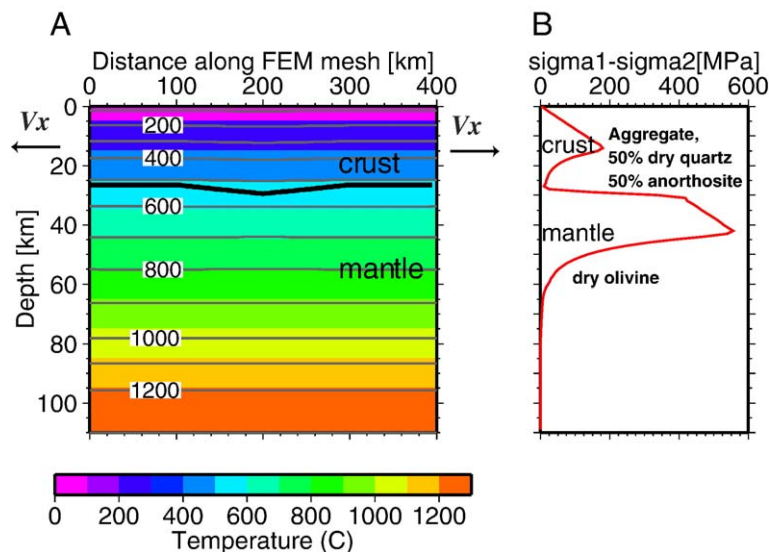 A
B
Distance along FEM mesh [km]
sigma1-sigma2[MPa]
0 100 200 300 400
0 200 400 600
Vx
Vx
0
20
40
60
80
100
Depth [km]
200
400
600
800
1000
1200
crust
mantle
crust
Aggregate,
50% dry quartz
50% anorthosite
mantle
dry olivine
0 200 400 600 800 1000 1200
Temperature (C)